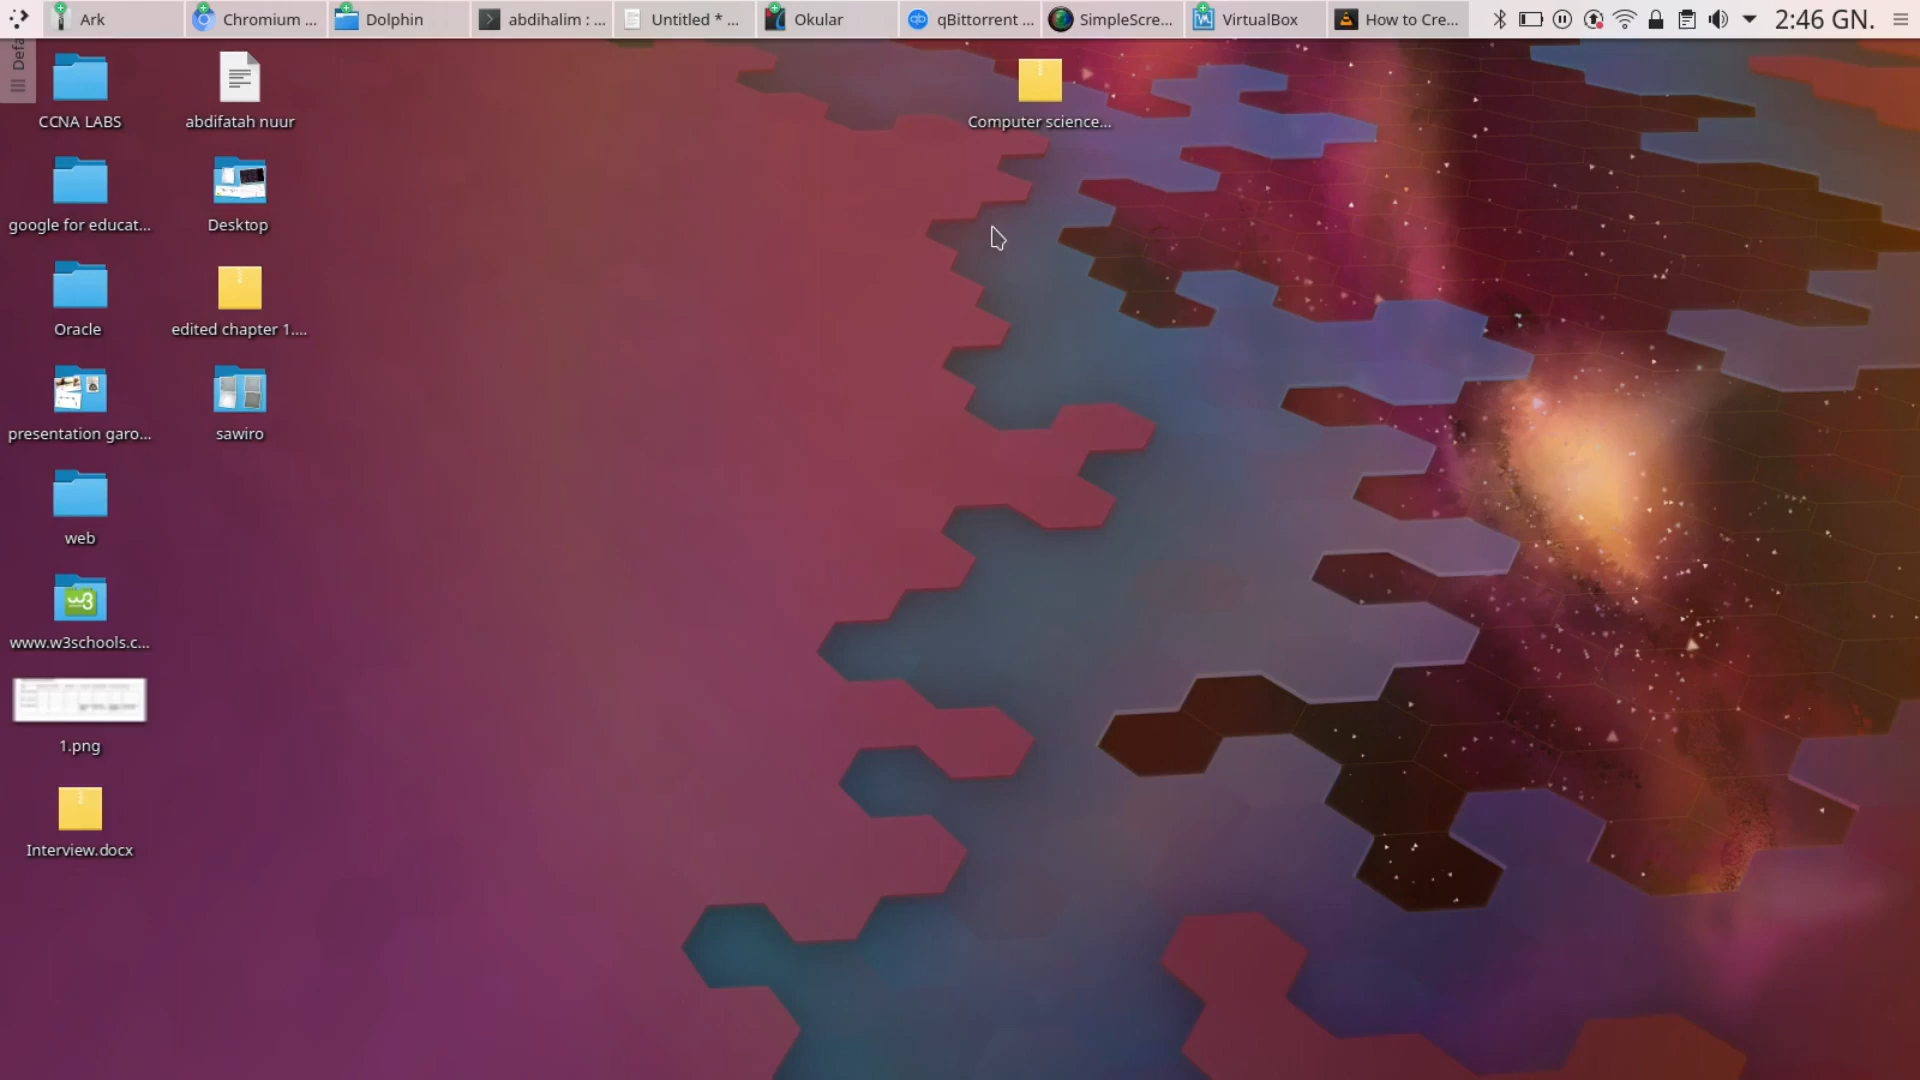 Ark
Chromium ...
Dolphin
abdihalim : ...
Untitled * ...
Okular
qBittorrent ...
SimpleScre...
VirtualBox
How to Cre...
2:46 GN.
Defa
CCNA LABS
abdifatah nuur
Computer science...
google for educat...
Desktop
Oracle
edited chapter 1....
presentation garo...
sawiro
web
w3
www.w3schools.c...
1.png
Interview.docx